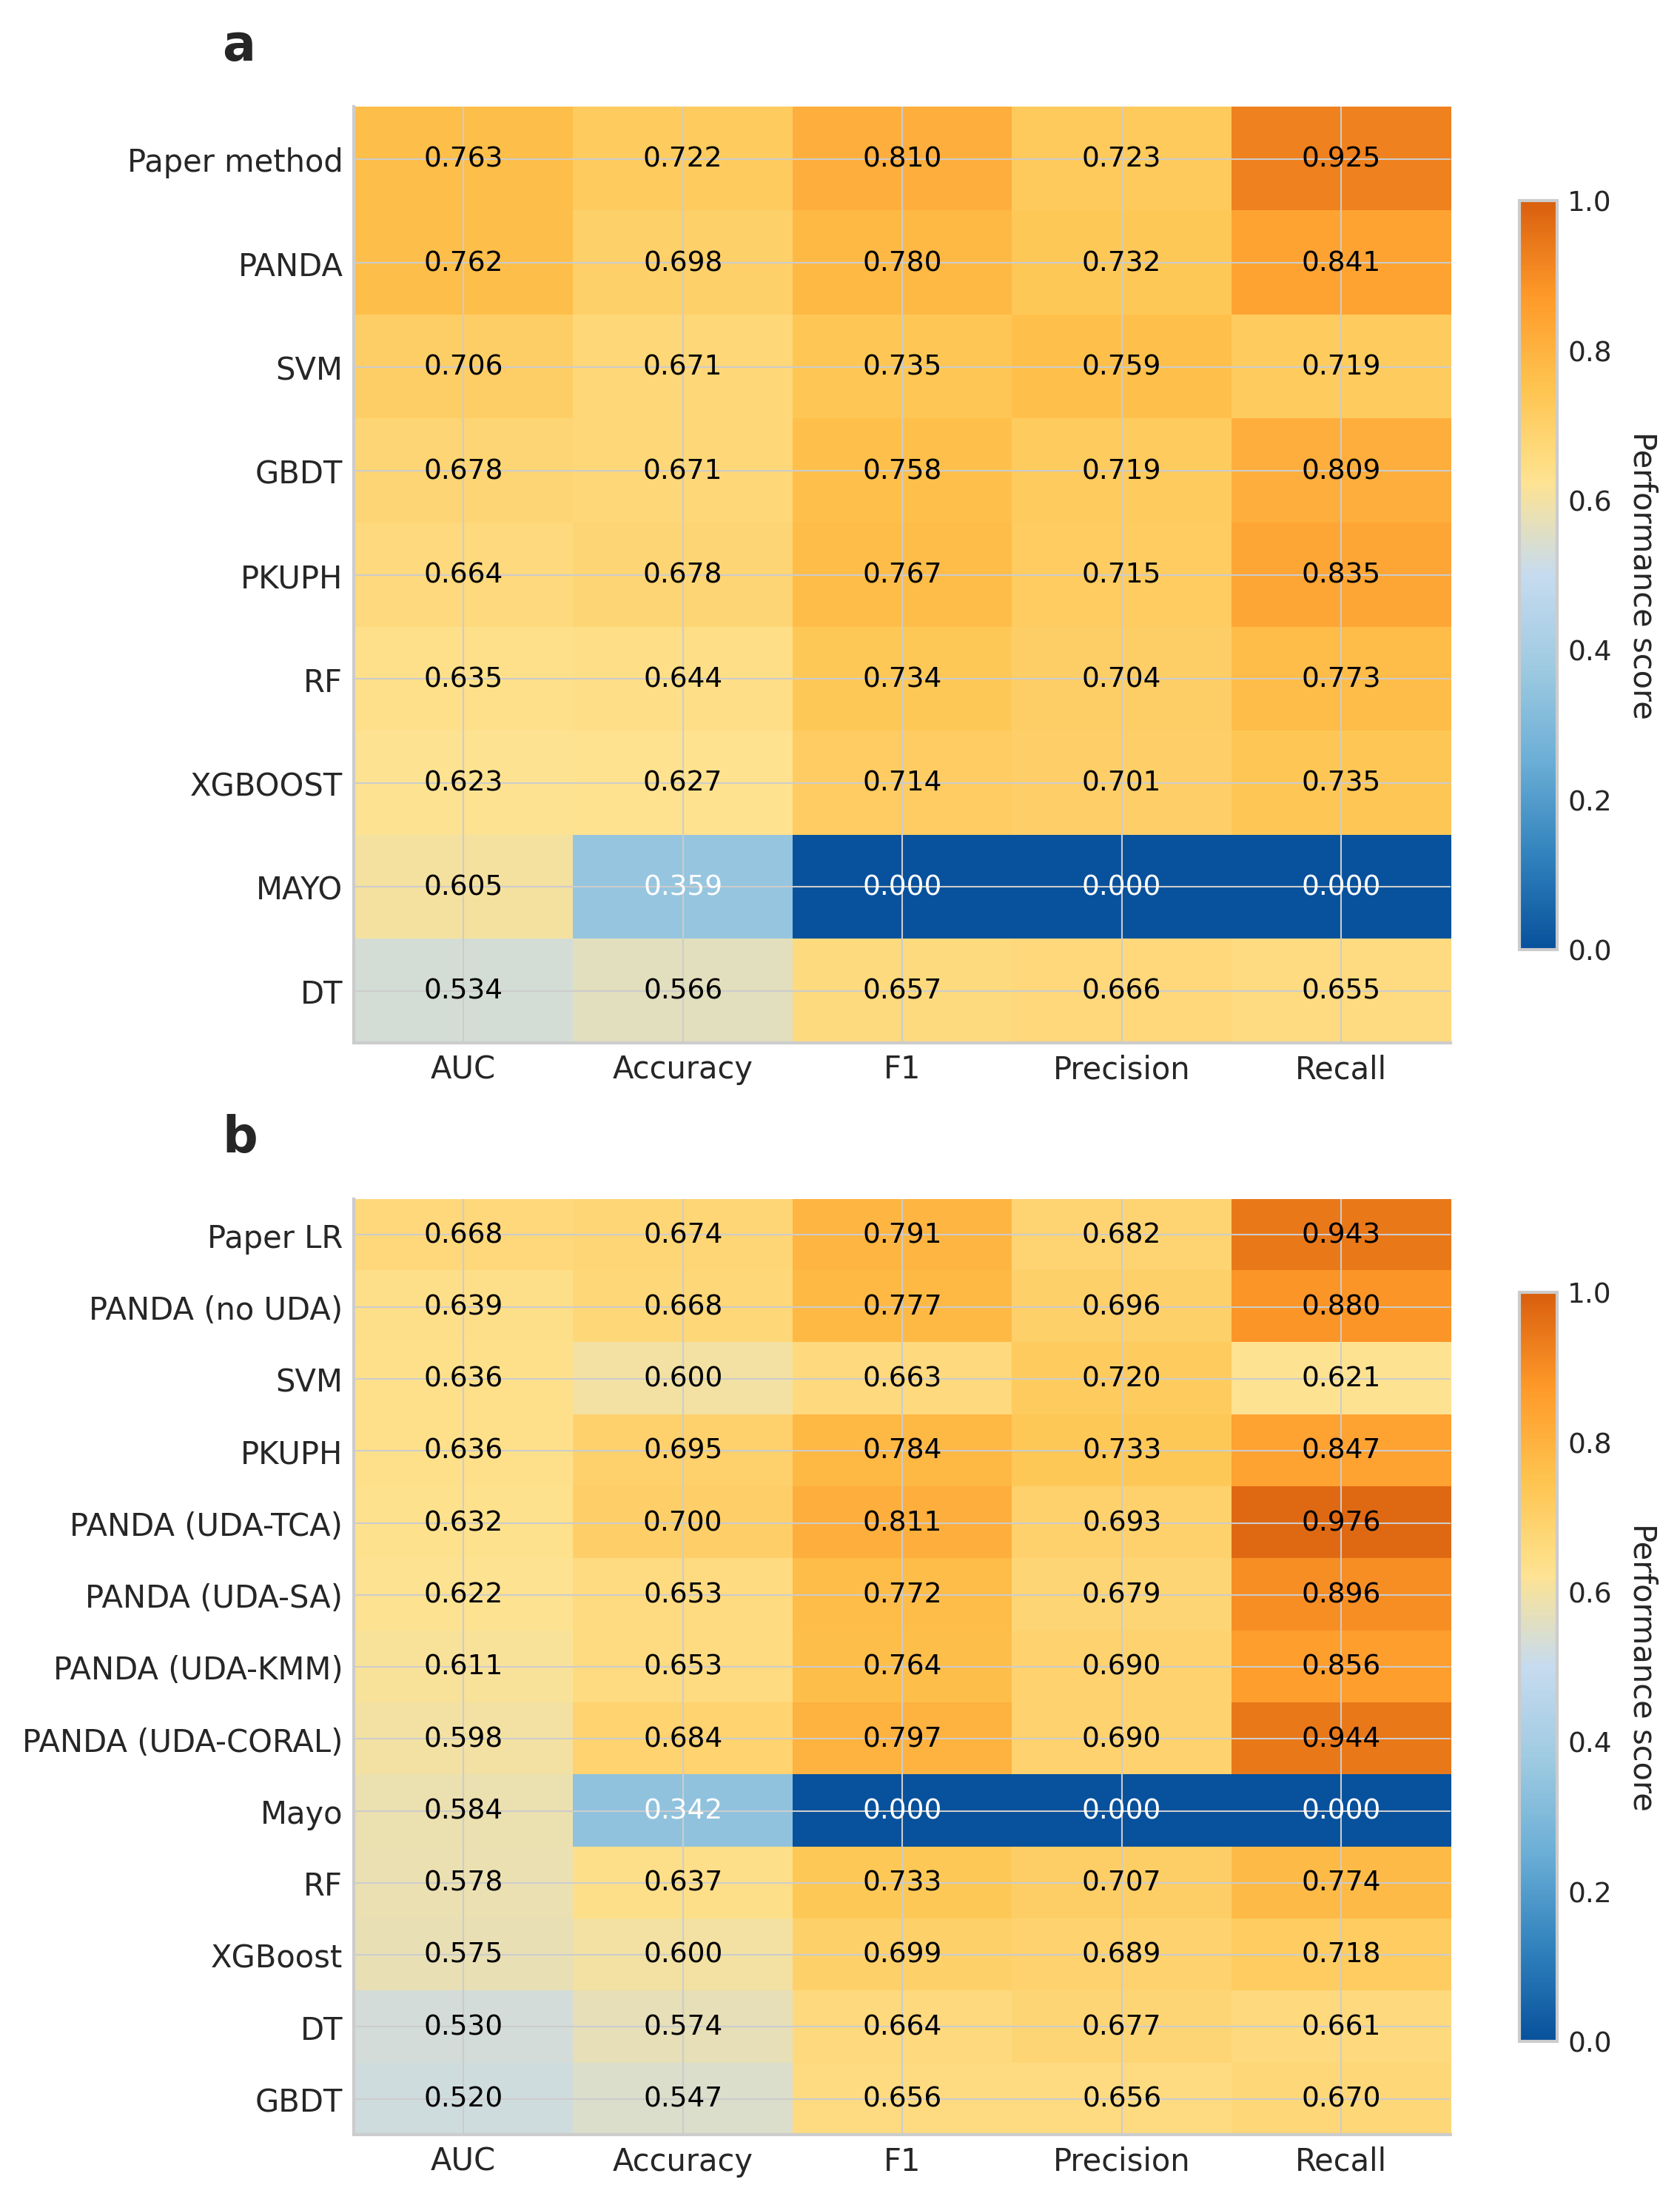 a
Paper method 0.763 0.722 0.810 0.723 0.925
PANDA 0.762 0.698 0.780 0.732 0.841
SVM 0.706 0.671 0.735 0.759 0.719
GBDT 0.678 0.671 0.758 0.719 0.809
PKUPH 0.664 0.678 0.767 0.715 0.835
RF 0.635 0.644 0.734 0.704 0.773
XGBOOST 0.623 0.627 0.714 0.701 0.735
MAYO 0.605 0.359 0.000 0.000 0.000
DT 0.534 0.566 0.657 0.666 0.655
AUC Accuracy F1 Precision Recall
1.0
0.8
0.6
0.4
0.2
0.0
Performance score
b
Paper LR 0.668 0.674 0.791 0.682 0.943
PANDA (no UDA) 0.639 0.668 0.777 0.696 0.880
SVM 0.636 0.600 0.663 0.720 0.621
PKUPH 0.636 0.695 0.784 0.733 0.847
PANDA (UDA-TCA) 0.632 0.700 0.811 0.693 0.976
PANDA (UDA-SA) 0.622 0.653 0.772 0.679 0.896
PANDA (UDA-KMM) 0.611 0.653 0.764 0.690 0.856
PANDA (UDA-CORAL) 0.598 0.684 0.797 0.690 0.944
Mayo 0.584 0.342 0.000 0.000 0.000
RF 0.578 0.637 0.733 0.707 0.774
XGBoost 0.575 0.600 0.699 0.689 0.718
DT 0.530 0.574 0.664 0.677 0.661
GBDT 0.520 0.547 0.656 0.656 0.670
AUC Accuracy F1 Precision Recall
1.0
0.8
0.6
0.4
0.2
0.0
Performance score